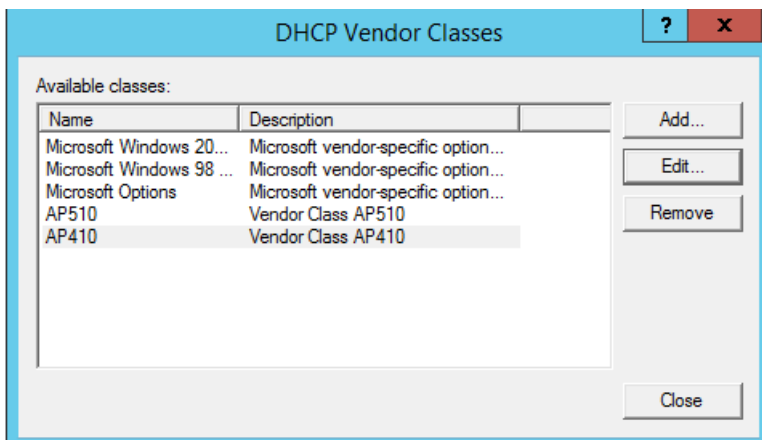 DHCP Vendor Classes
? x
Available classes:
Name Description
Add...
Microsoft Windows 20... Microsoft vendor-specific option...
Microsoft Windows 98 ... Microsoft vendor-specific option...
Edit...
Microsoft Options Microsoft vendor-specific option...
AP510 Vendor Class AP510
Remove
AP410 Vendor Class AP410
Close